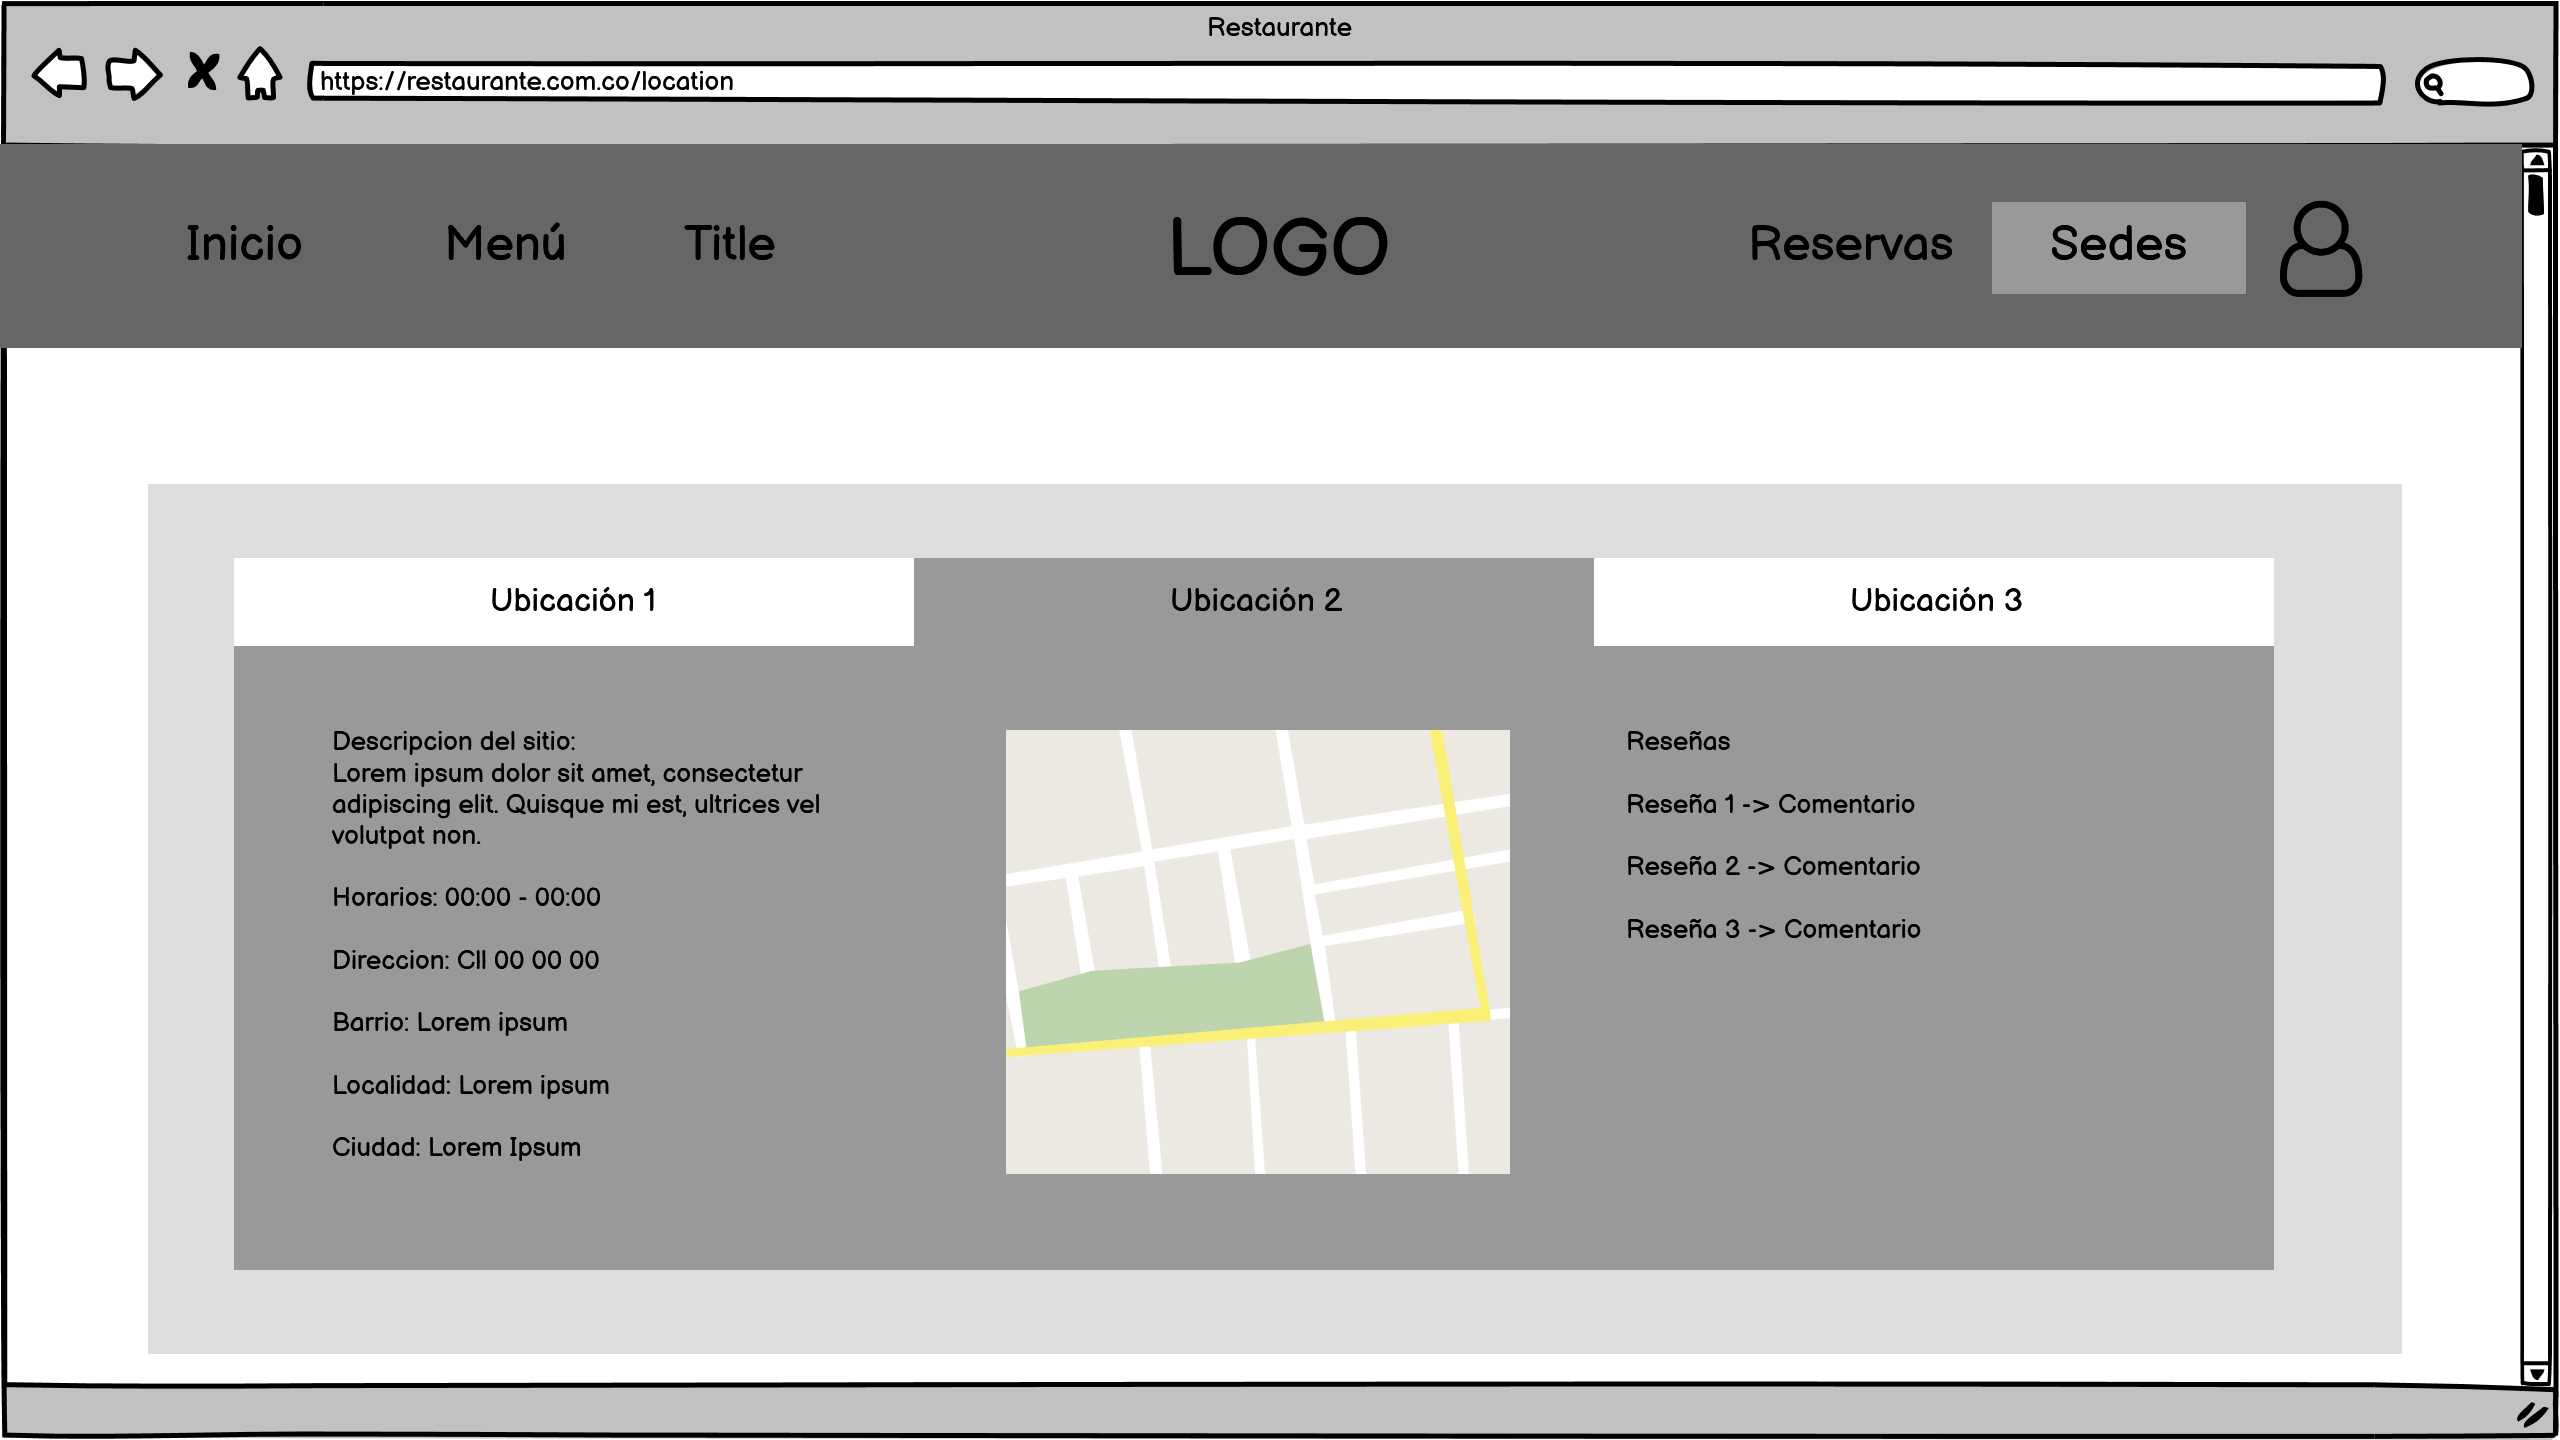 Restaurante
https://restaurante.com.co/location
Inicio
Menú
Title
LOGO
Reservas
Sedes
Ubicación 1
Ubicación 2
Ubicación 3
Descripcion del sitio:
Lorem ipsum dolor sit amet, consectetur
adipiscing elit. Quisque mi est, ultrices vel
volutpat non.
Horarios: 00:00 - 00:00
Direccion: Cll 00 00 00
Barrio: Lorem ipsum
Localidad: Lorem ipsum
Ciudad: Lorem Ipsum
Reseñas
Reseña 1 -> Comentario
Reseña 2 -> Comentario
Reseña 3 -> Comentario